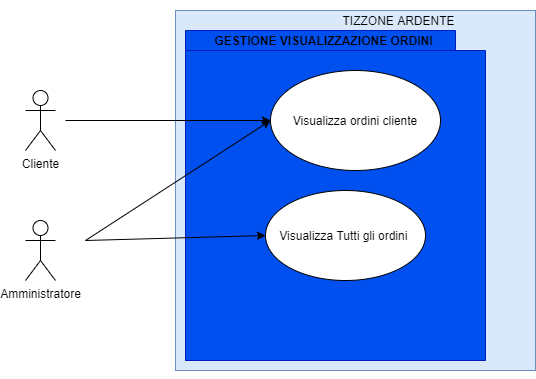 TIZZONE ARDENTE
GESTIONE VISUALIZZAZIONE ORDINI
Visualizza ordini cliente
Cliente
Visualizza Tutti gli ordini
Amministratore